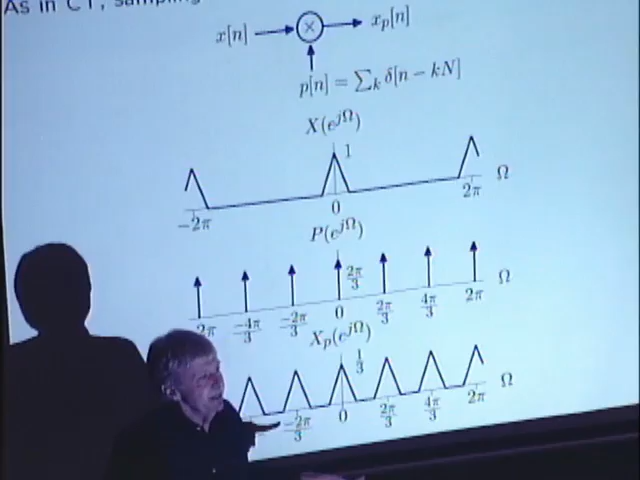 As in CT, sampling
x[n] × x_p[n]
p[n] = ∑_k δ[n − kN]
X(e^{jΩ})
1
−2π 0 2π Ω
P(e^{jΩ})
2π/3
2π −4π/3 −2π/3 0 2π/3 4π/3 2π Ω
X_p(e^{jΩ})
1/3
−2π/3 0 2π/3 4π/3 2π Ω